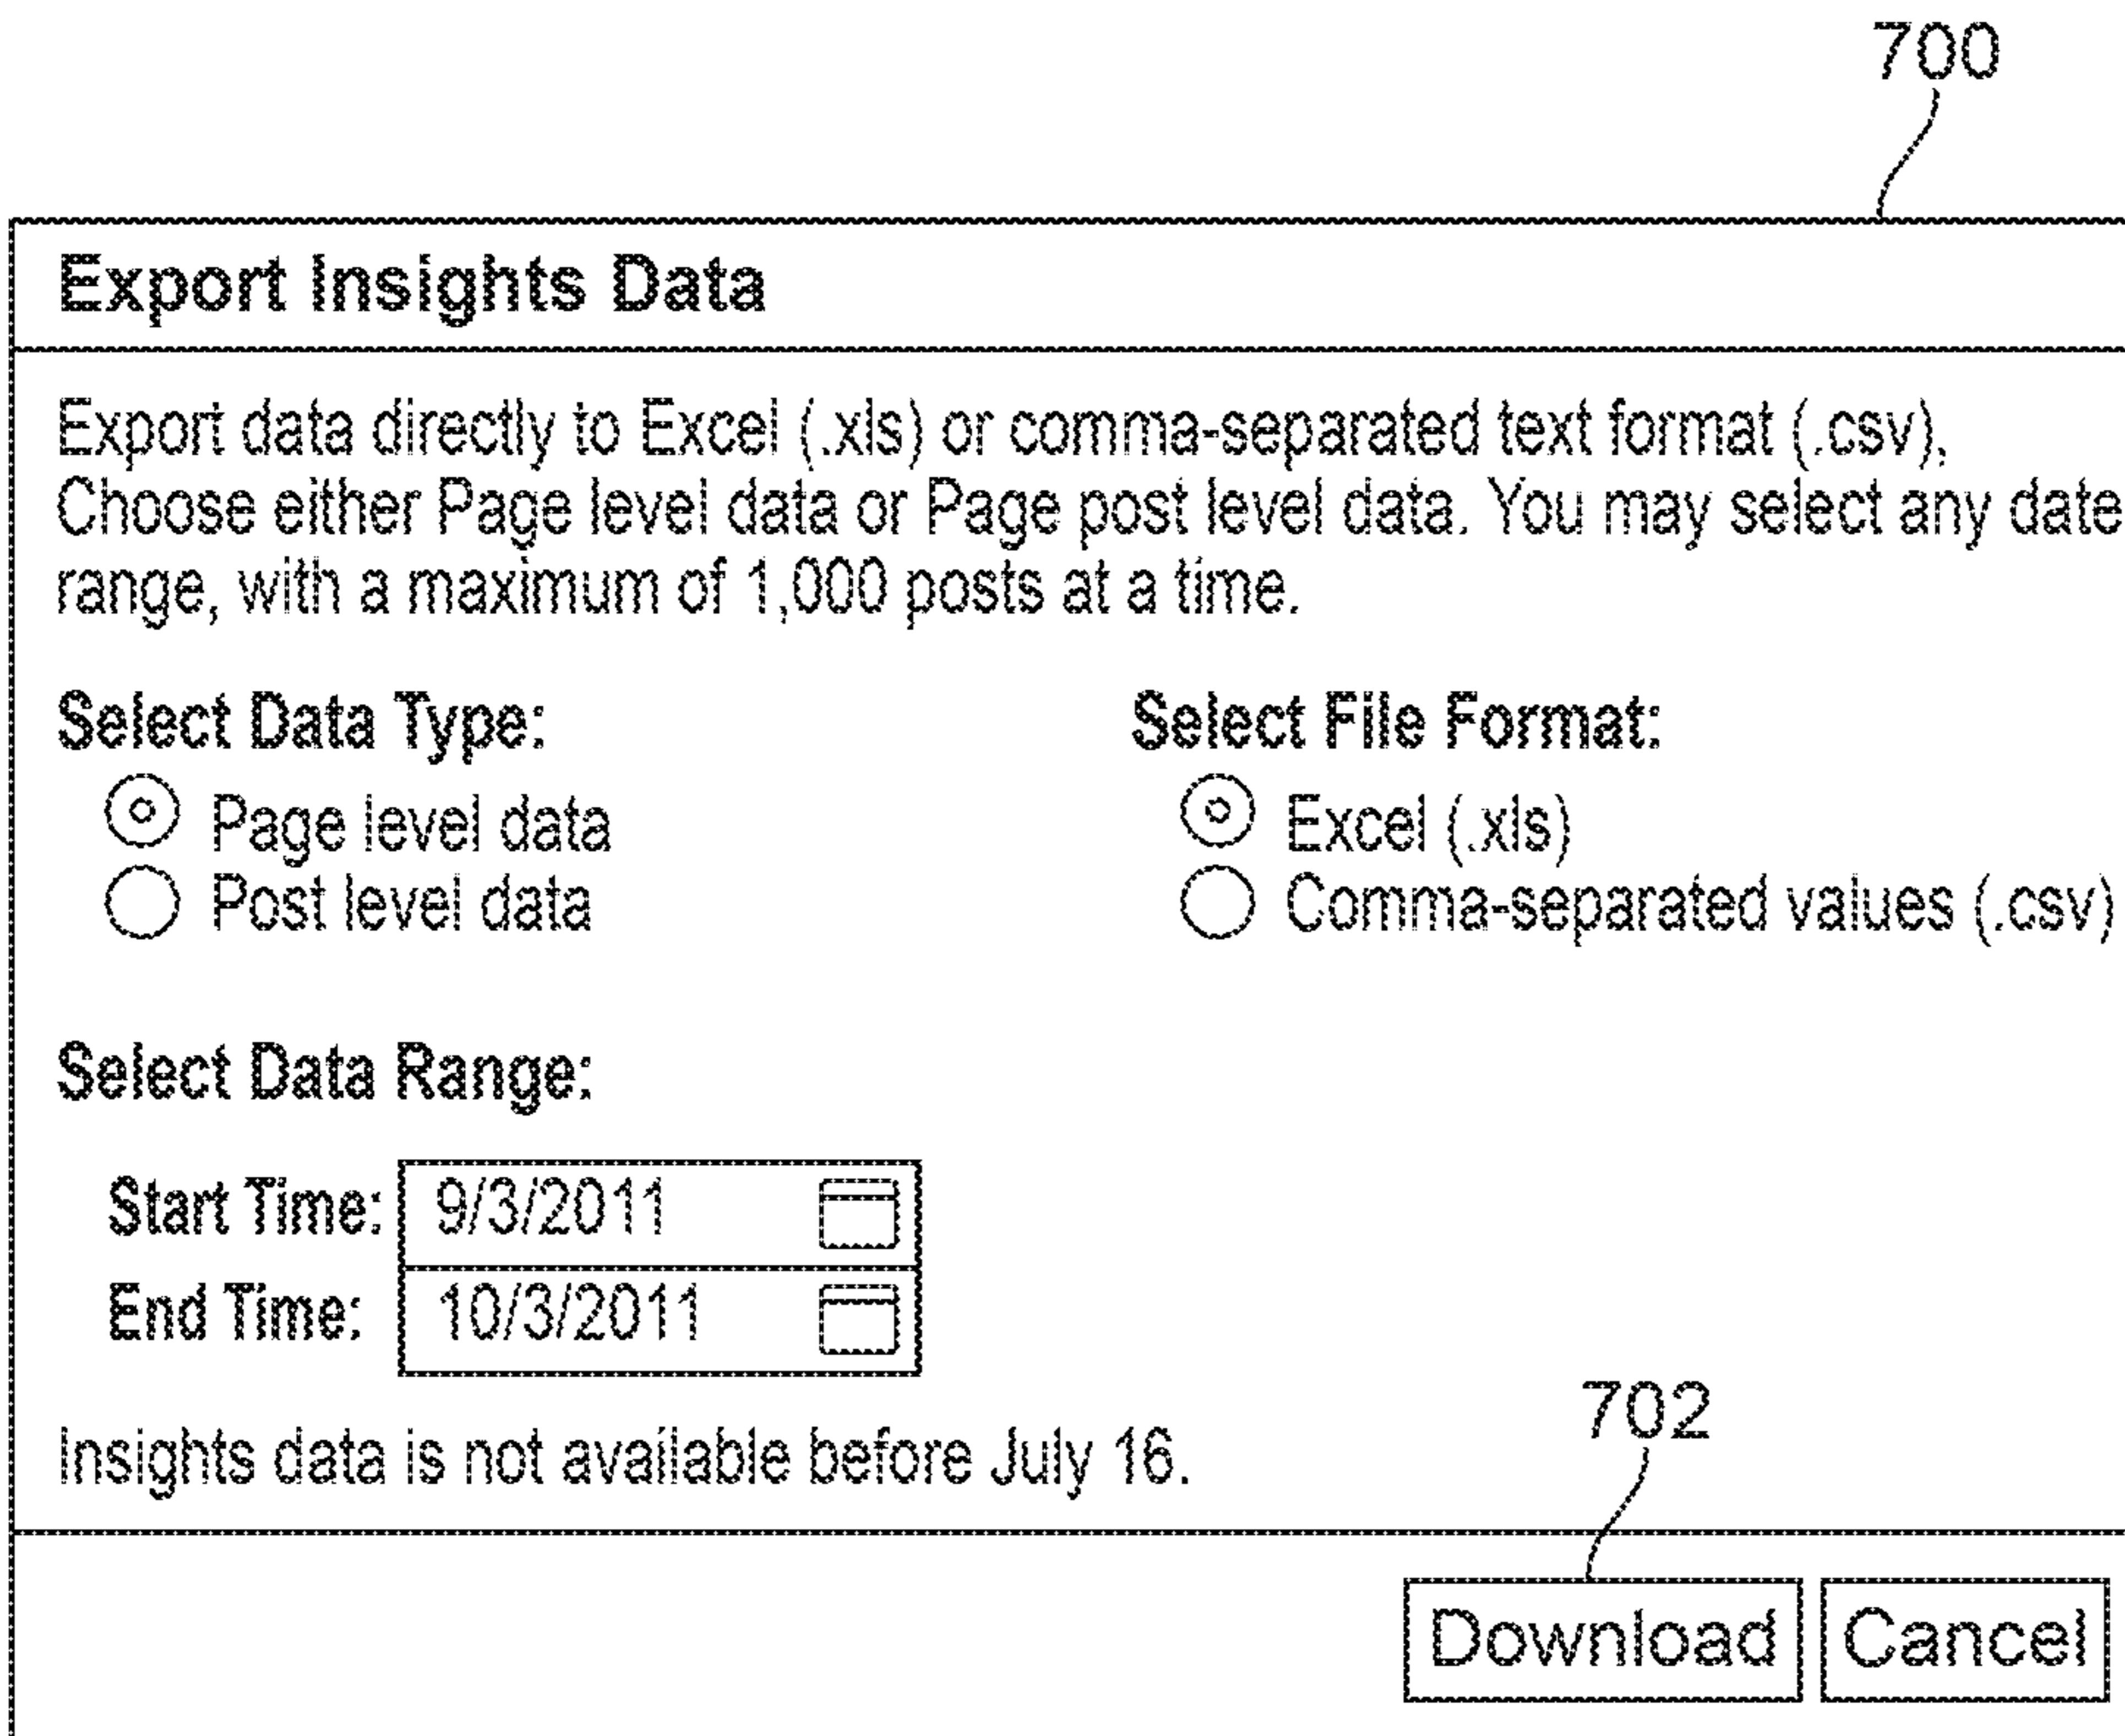 700
Export Insights Data
Export data directly to Excel (.xls) or comma-separated text format (.csv),
Choose either Page level data or Page post level data. You may select any date
range, with a maximum of 1,000 posts at a time.
Select Data Type:
Page level data
Post level data
Select File Format:
Excel (.xls)
Comma-separated values (.csv)
Select Data Range:
Start Time: 9/3/2011
End Time: 10/3/2011
Insights data is not available before July 16.
702
Download Cancel